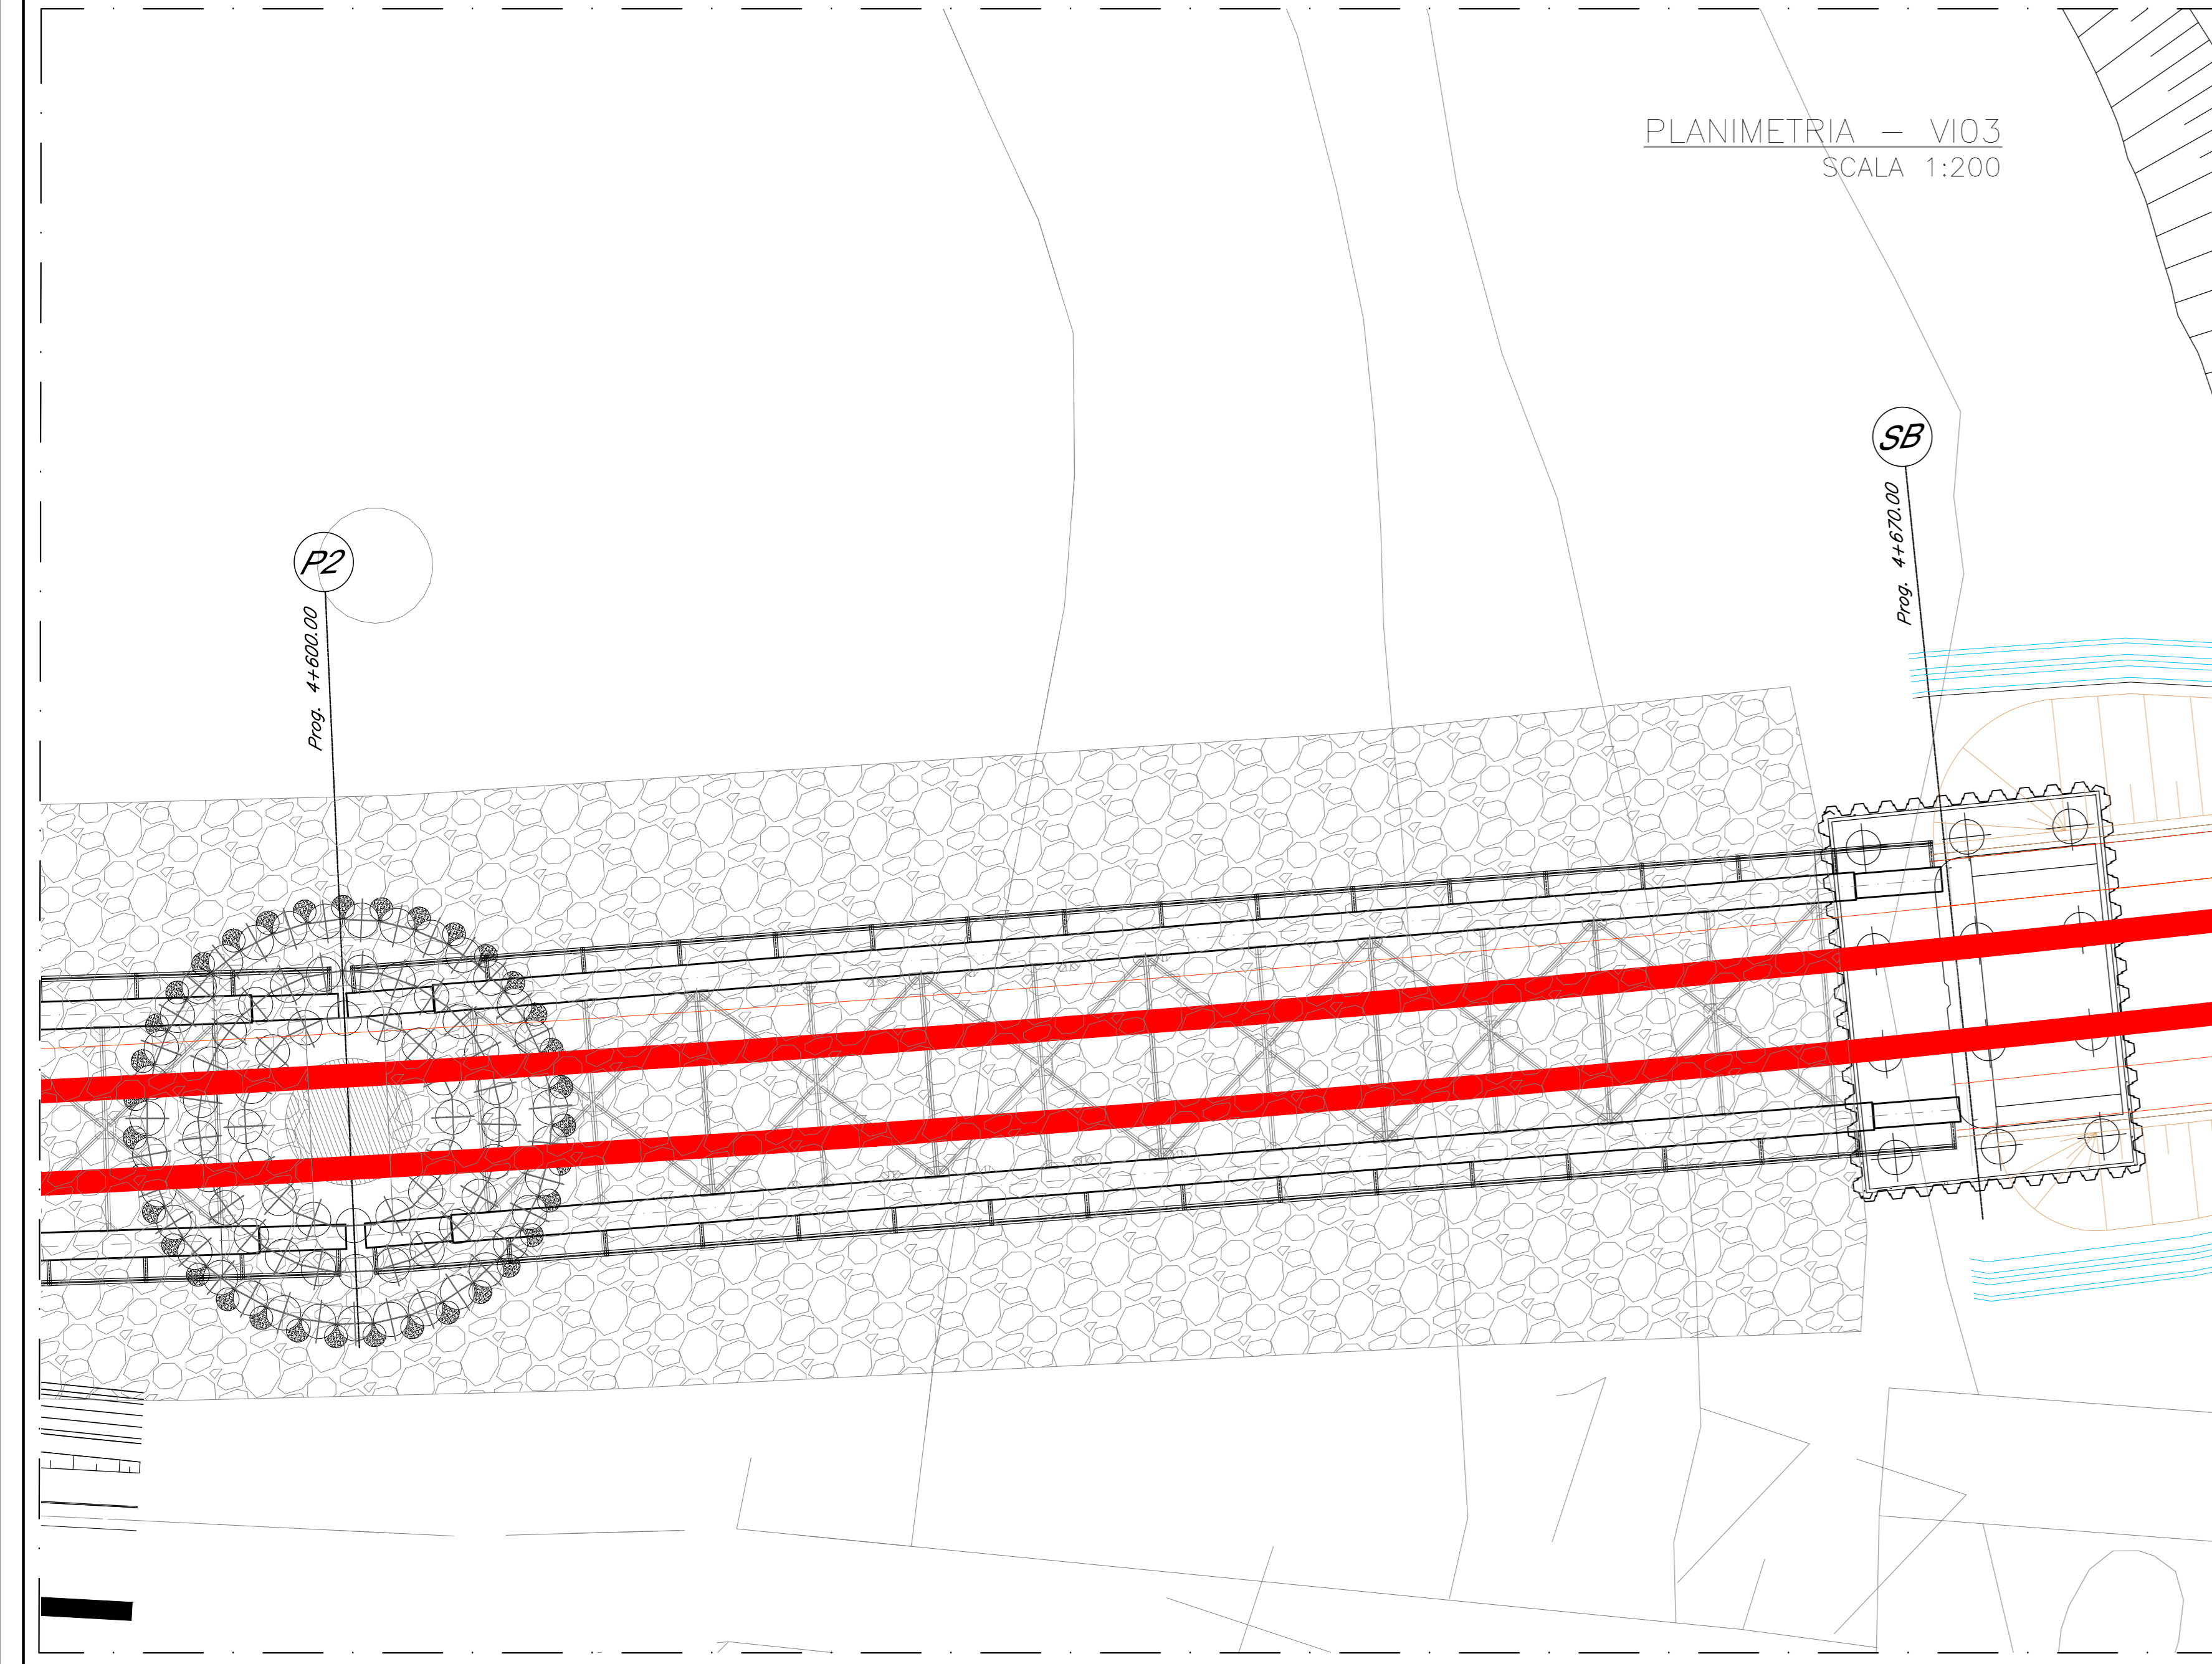 PLANIMETRIA – VI03
SCALA 1:200
SB
Prog. 4+670.00
P2
Prog. 4+600.00